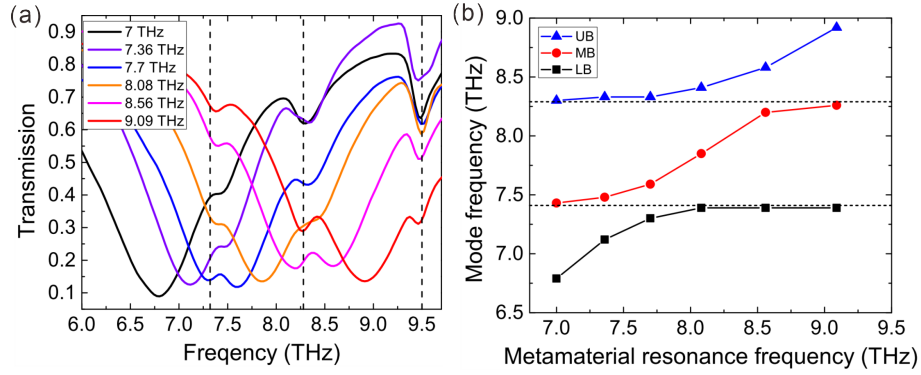 (a)
0.9
0.8
0.7
0.6
0.5
0.4
0.3
0.2
0.1
Transmission
7 THz
7.36 THz
7.7 THz
8.08 THz
8.56 THz
9.09 THz
6.0 6.5 7.0 7.5 8.0 8.5 9.0 9.5
Freqency (THz)
(b)
9.0
8.5
8.0
7.5
7.0
6.5
Mode frequency (THz)
UB
MB
LB
7.0 7.5 8.0 8.5 9.0 9.5
Metamaterial resonance frequency (THz)